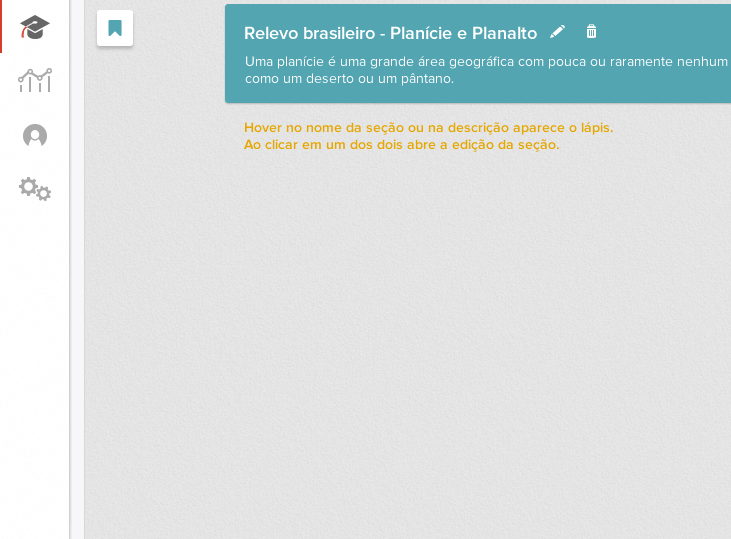 Relevo brasileiro - Planície e Planalto
Uma planície é uma grande área geográfica com pouca ou raramente nenhum
como um deserto ou um pântano.
Hover no nome da seção ou na descrição aparece o lápis.
Ao clicar em um dos dois abre a edição da seção.